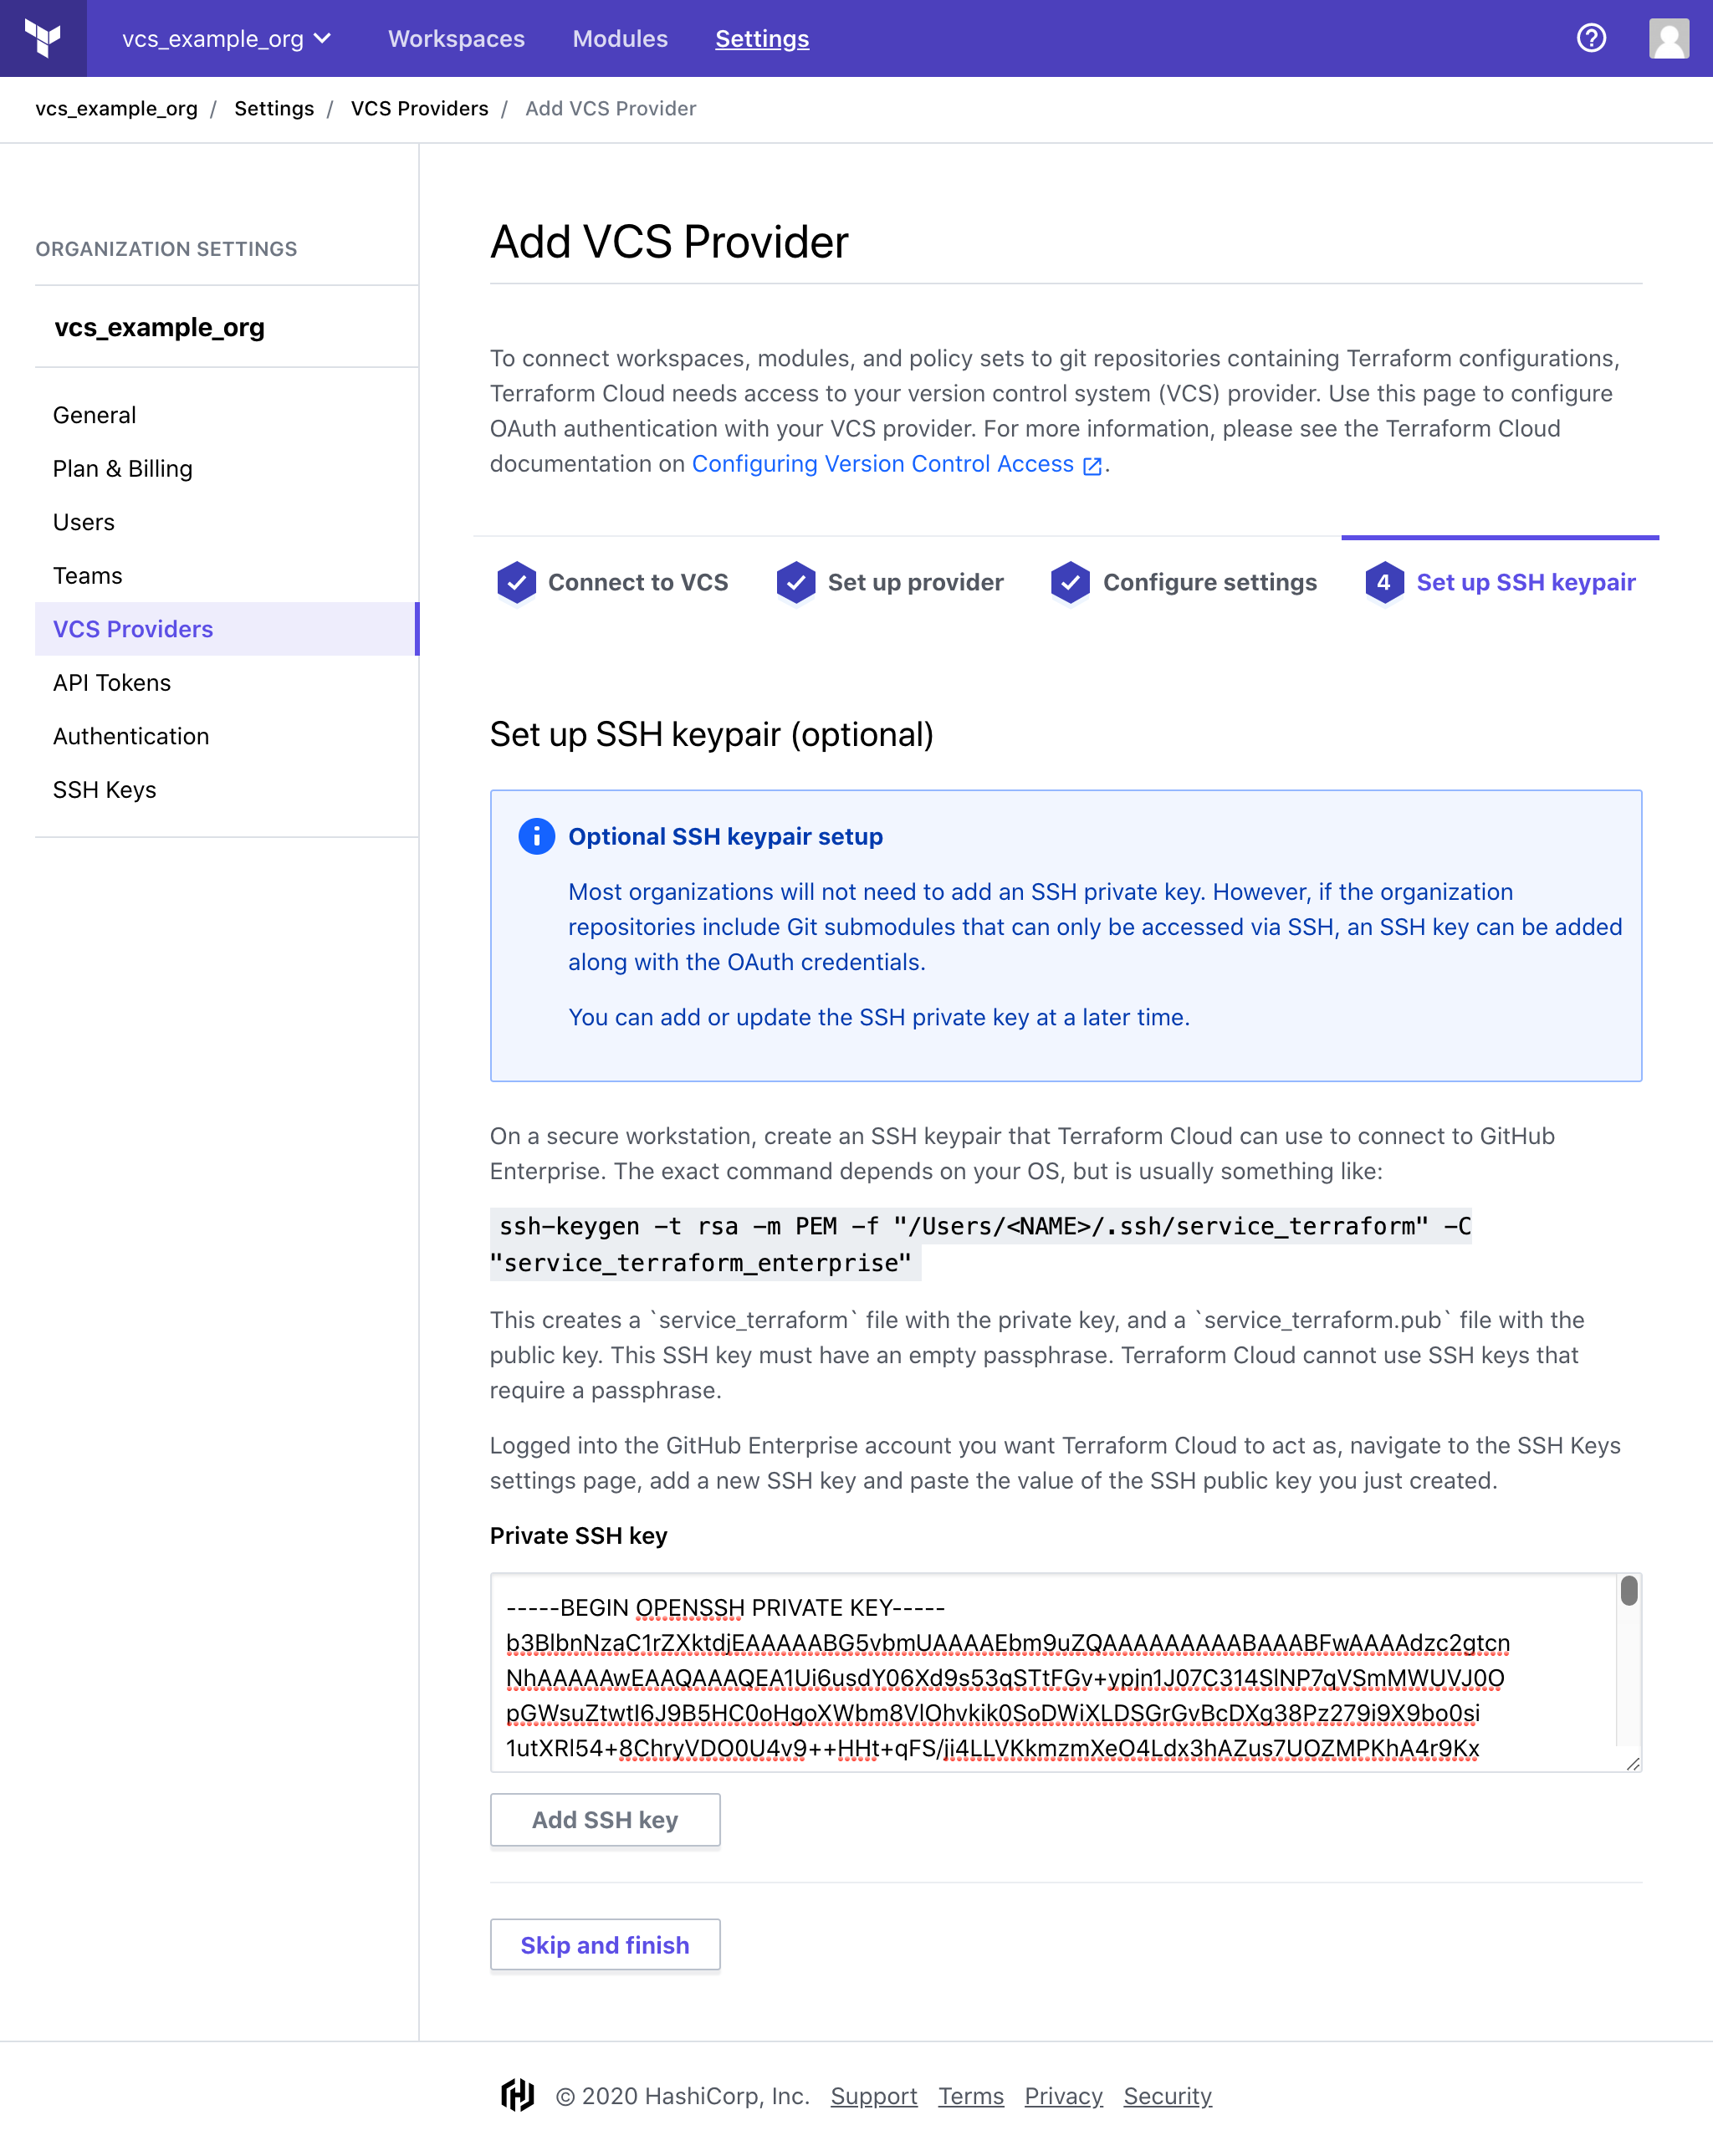 vcs_example_org Workspaces Modules Settings
vcs_example_org / Settings / VCS Providers / Add VCS Provider
ORGANIZATION SETTINGS
vcs_example_org
General
Plan & Billing
Users
Teams
VCS Providers
API Tokens
Authentication
SSH Keys
Add VCS Provider
To connect workspaces, modules, and policy sets to git repositories containing Terraform configurations,
Terraform Cloud needs access to your version control system (VCS) provider. Use this page to configure
OAuth authentication with your VCS provider. For more information, please see the Terraform Cloud
documentation on Configuring Version Control Access.
Connect to VCS Set up provider Configure settings 4 Set up SSH keypair
Set up SSH keypair (optional)
Optional SSH keypair setup
Most organizations will not need to add an SSH private key. However, if the organization
repositories include Git submodules that can only be accessed via SSH, an SSH key can be added
along with the OAuth credentials.
You can add or update the SSH private key at a later time.
On a secure workstation, create an SSH keypair that Terraform Cloud can use to connect to GitHub
Enterprise. The exact command depends on your OS, but is usually something like:
ssh-keygen -t rsa -m PEM -f "/Users/<NAME>/.ssh/service_terraform" -C
"service_terraform_enterprise"
This creates a `service_terraform` file with the private key, and a `service_terraform.pub` file with the
public key. This SSH key must have an empty passphrase. Terraform Cloud cannot use SSH keys that
require a passphrase.
Logged into the GitHub Enterprise account you want Terraform Cloud to act as, navigate to the SSH Keys
settings page, add a new SSH key and paste the value of the SSH public key you just created.
Private SSH key
-----BEGIN OPENSSH PRIVATE KEY-----
b3BlbnNzaC1rZXktdjEAAAAABG5vbmUAAAAEbm9uZQAAAAAAAAABAAABFwAAAAdzc2gtcn
NhAAAAAwEAAQAAAQEA1Ui6usdY06Xd9s53qSTtFGv+ypjn1J07C314SlNP7qVSmMWUVJ0O
pGWsuZtwtI6J9B5HC0oHgoXWbm8VlOhvkik0SoDWiXLDSGrGvBcDXg38Pz279i9X9bo0si
1utXRl54+8ChryVDO0U4v9++HHt+qFS/ji4LLVKkmzmXeO4Ldx3hAZus7UOZMPKhA4r9Kx
Add SSH key
Skip and finish
© 2020 HashiCorp, Inc. Support Terms Privacy Security